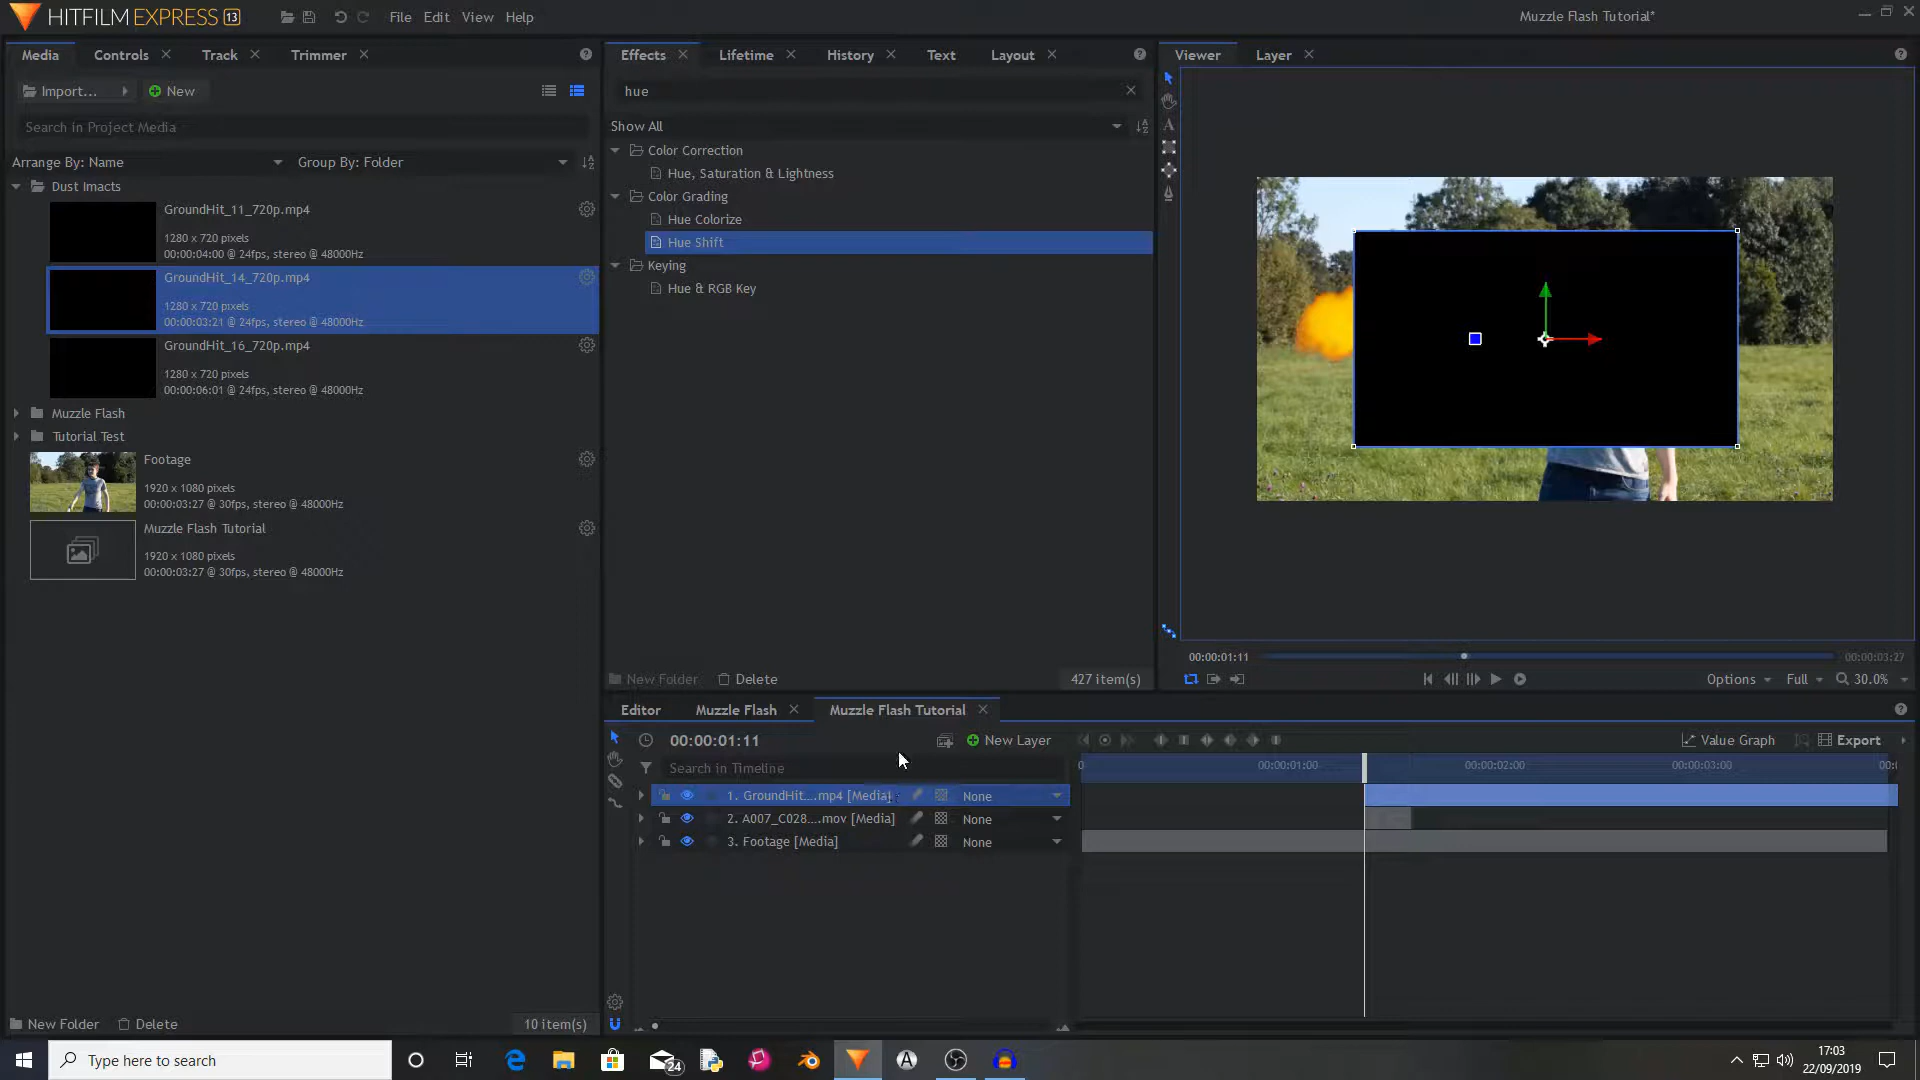 HITFILM EXPRESS 13
File Edit View Help
Muzzle Flash Tutorial*
Media Controls Track Trimmer
Import... New
Search in Project Media
Arrange By: Name Group By: Folder
Dust Imacts
GroundHit_11_720p.mp4
1280 x 720 pixels
00:00:04:00 @ 24fps, stereo @ 48000Hz
GroundHit_14_720p.mp4
1280 x 720 pixels
00:00:03:21 @ 24fps, stereo @ 48000Hz
GroundHit_16_720p.mp4
1280 x 720 pixels
00:00:06:01 @ 24fps, stereo @ 48000Hz
Muzzle Flash
Tutorial Test
Footage
1920 x 1080 pixels
00:00:03:27 @ 30fps, stereo @ 48000Hz
Muzzle Flash Tutorial
1920 x 1080 pixels
00:00:03:27 @ 30fps, stereo @ 48000Hz
New Folder Delete 10 item(s)
Effects Lifetime History Text Layout
hue
Show All
Color Correction
Hue, Saturation & Lightness
Color Grading
Hue Colorize
Hue Shift
Keying
Hue & RGB Key
New Folder Delete 427 item(s)
Viewer Layer
00:00:01:11 00:00:03:27
Options Full 30.0%
Editor Muzzle Flash Muzzle Flash Tutorial
00:00:01:11 New Layer Value Graph Export
Search in Timeline
0 00:00:01:00 00:00:02:00 00:00:03:00 00:
1. GroundHit....mp4 [Media] None
2. A007_C028....mov [Media] None
3. Footage [Media] None
Type here to search
24
17:03
22/09/2019